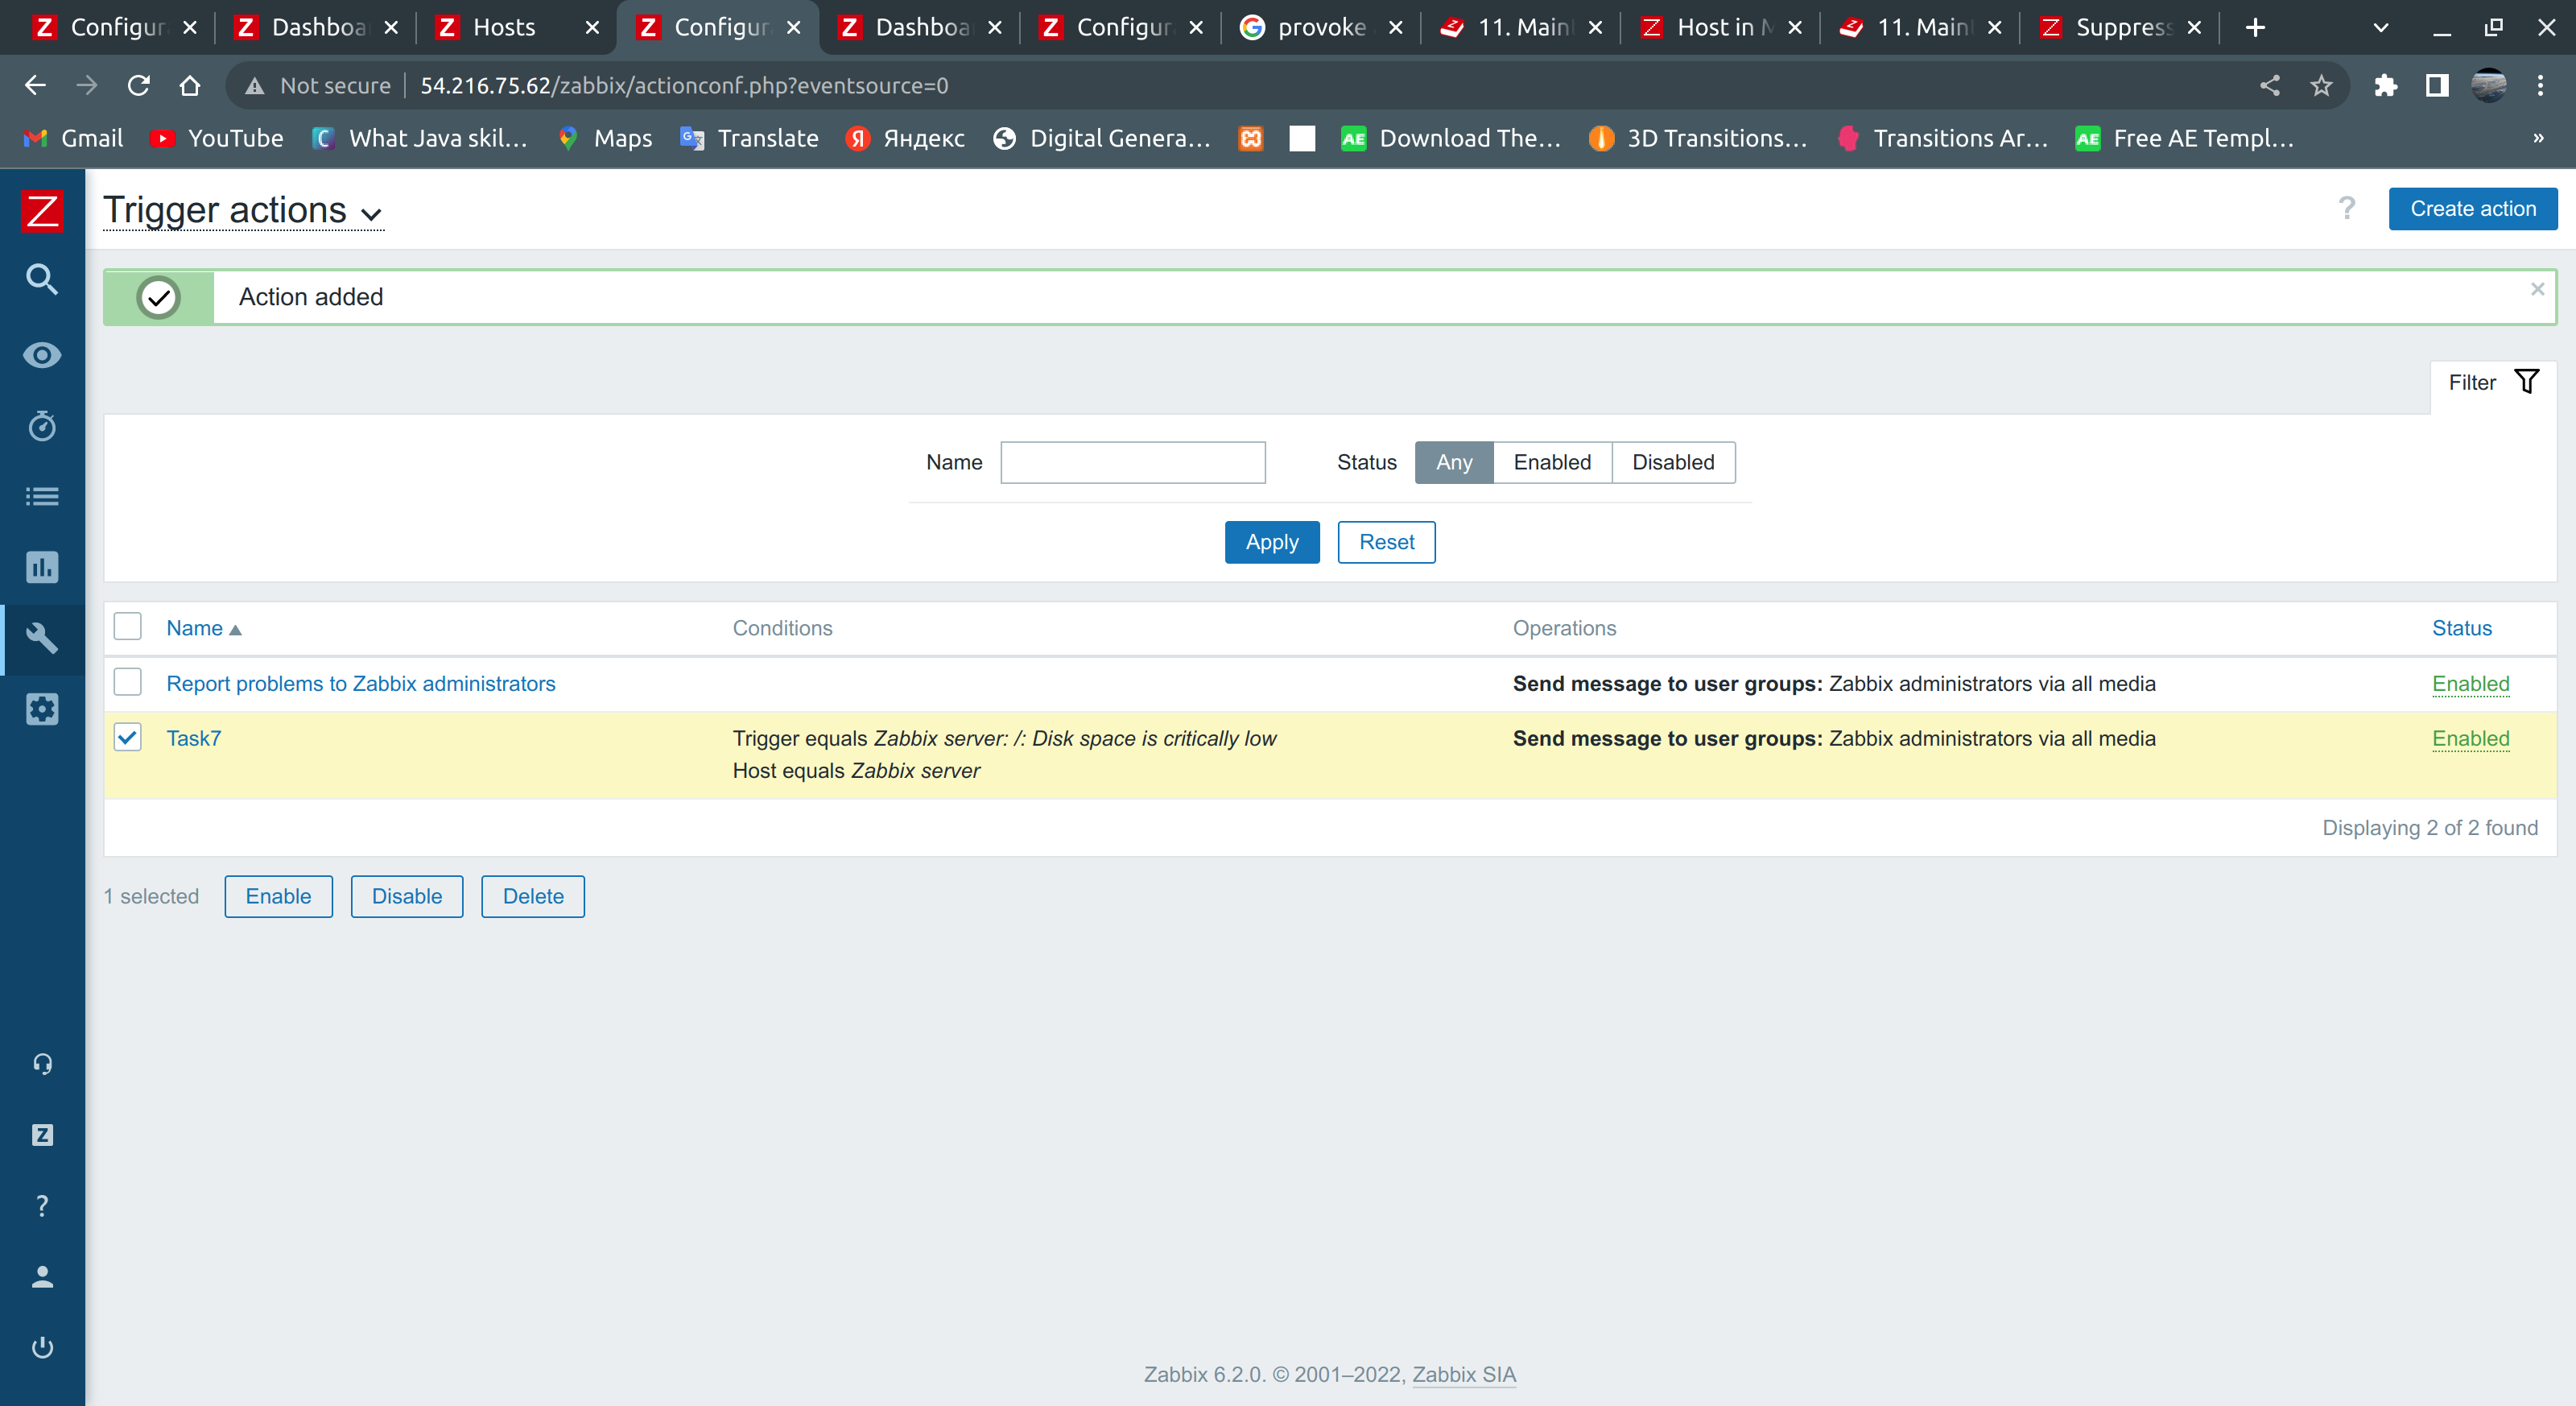 Configur Dashboa Hosts Configur Dashboa Configur provoke 11. Main Host in M 11. Main Suppress
Not secure 54.216.75.62/zabbix/actionconf.php?eventsource=0
Gmail YouTube What Java skil... Maps Translate Яндекс Digital Genera... Download The... 3D Transitions... Transitions Ar... Free AE Templ... »
Z Trigger actions ? Create action
Action added
Filter
Name Status Any Enabled Disabled
Apply Reset
Name Conditions Operations Status
Report problems to Zabbix administrators Send message to user groups: Zabbix administrators via all media Enabled
Task7 Trigger equals Zabbix server: /: Disk space is critically low Send message to user groups: Zabbix administrators via all media Enabled
Host equals Zabbix server
Displaying 2 of 2 found
1 selected Enable Disable Delete
Z
?
Zabbix 6.2.0. © 2001–2022, Zabbix SIA